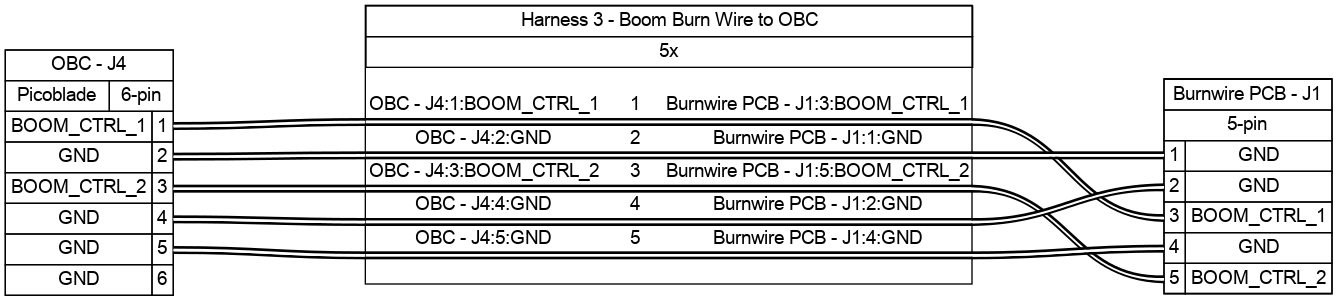 Harness 3 - Boom Burn Wire to OBC
5x
OBC - J4
Picoblade 6-pin
BOOM_CTRL_1 1
GND 2
BOOM_CTRL_2 3
GND 4
GND 5
GND 6
OBC - J4:1:BOOM_CTRL_1 1 Burnwire PCB - J1:3:BOOM_CTRL_1
OBC - J4:2:GND 2 Burnwire PCB - J1:1:GND
OBC - J4:3:BOOM_CTRL_2 3 Burnwire PCB - J1:5:BOOM_CTRL_2
OBC - J4:4:GND 4 Burnwire PCB - J1:2:GND
OBC - J4:5:GND 5 Burnwire PCB - J1:4:GND
Burnwire PCB - J1
5-pin
1 GND
2 GND
3 BOOM_CTRL_1
4 GND
5 BOOM_CTRL_2